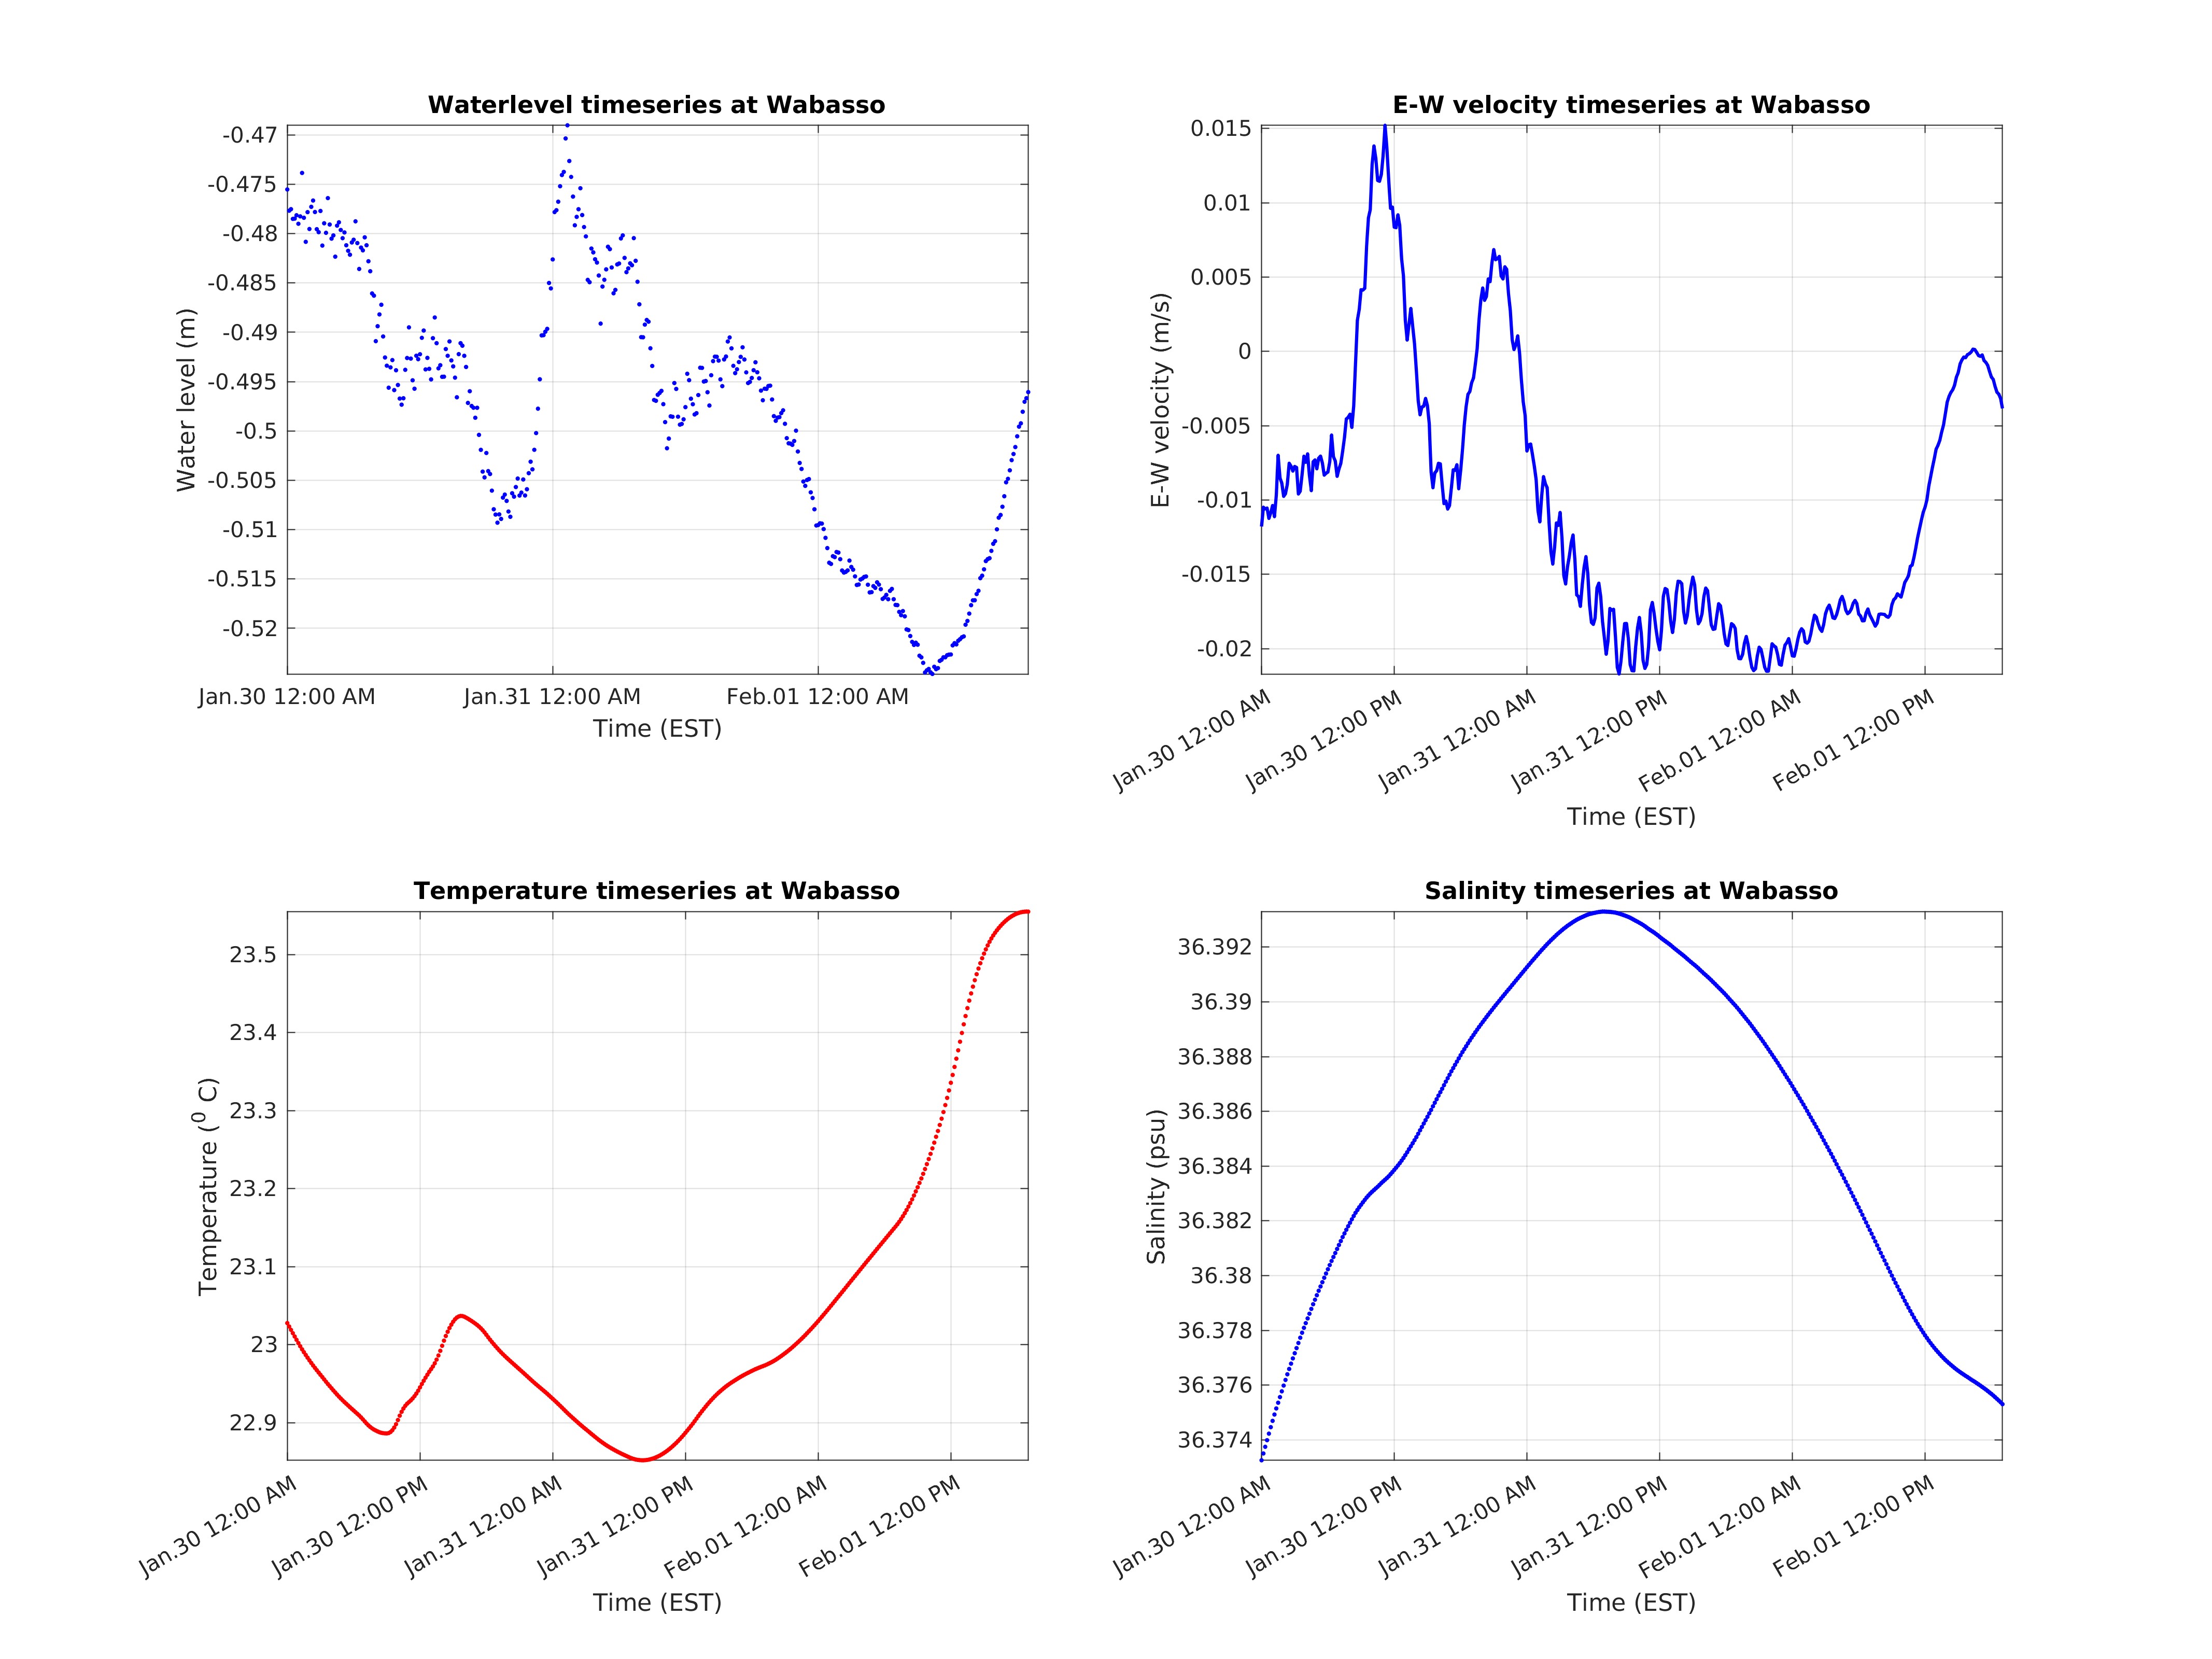 Waterlevel timeseries at Wabasso
-0.47
-0.475
-0.48
-0.485
-0.49
-0.495
-0.5
-0.505
-0.51
-0.515
-0.52
Water level (m)
Jan.30 12:00 AM
Jan.31 12:00 AM
Feb.01 12:00 AM
Time (EST)
E-W velocity timeseries at Wabasso
0.015
0.01
0.005
0
-0.005
-0.01
-0.015
-0.02
E-W velocity (m/s)
Jan.30 12:00 AM
Jan.30 12:00 PM
Jan.31 12:00 AM
Jan.31 12:00 PM
Feb.01 12:00 AM
Feb.01 12:00 PM
Time (EST)
Temperature timeseries at Wabasso
23.5
23.4
23.3
23.2
23.1
23
22.9
Temperature (⁰ C)
Jan.30 12:00 AM
Jan.30 12:00 PM
Jan.31 12:00 AM
Jan.31 12:00 PM
Feb.01 12:00 AM
Feb.01 12:00 PM
Time (EST)
Salinity timeseries at Wabasso
36.392
36.39
36.388
36.386
36.384
36.382
36.38
36.378
36.376
36.374
Salinity (psu)
Jan.30 12:00 AM
Jan.30 12:00 PM
Jan.31 12:00 AM
Jan.31 12:00 PM
Feb.01 12:00 AM
Feb.01 12:00 PM
Time (EST)